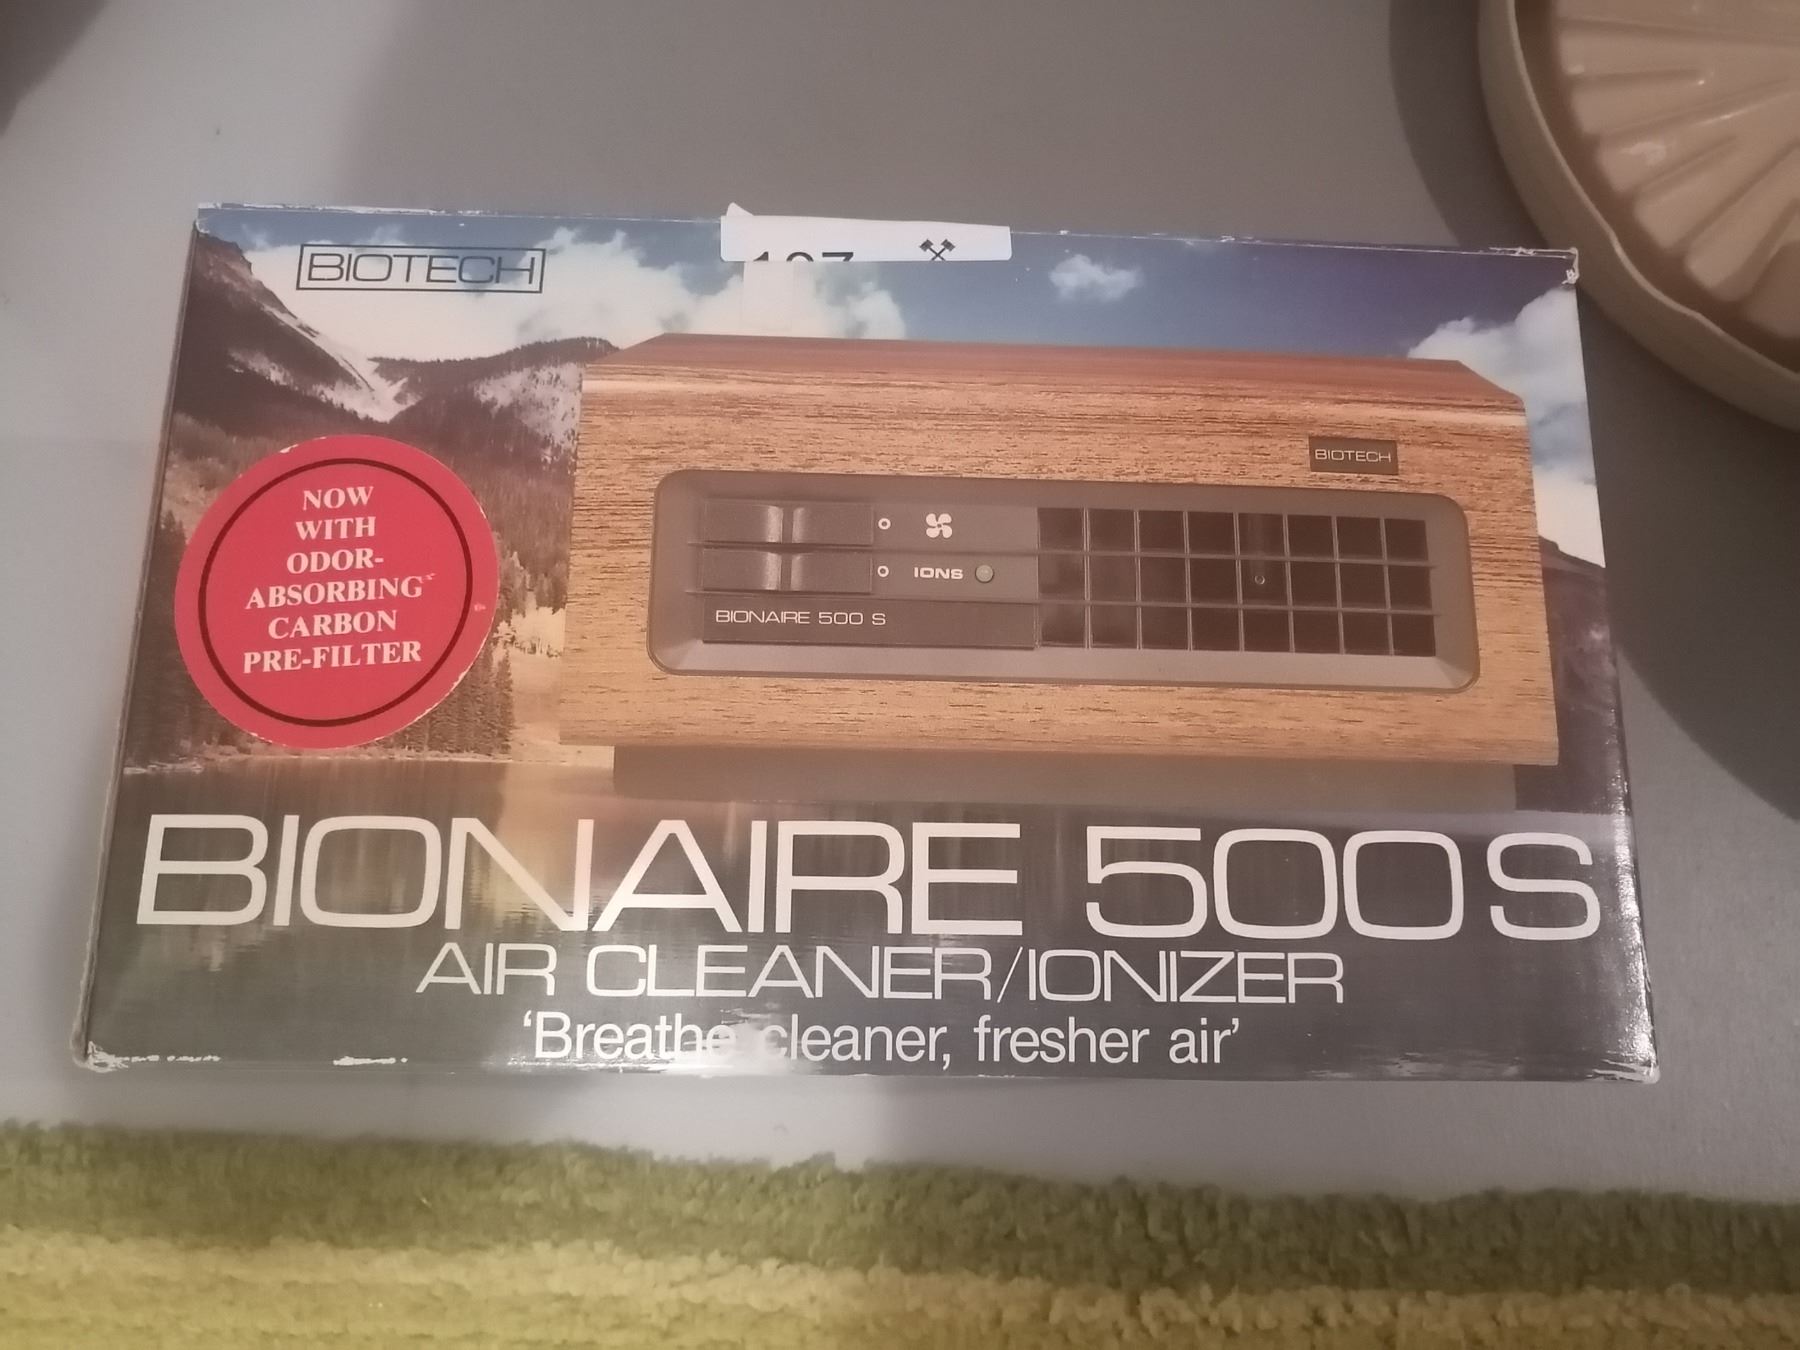 BIOTECH
BIOTECH
NOW
WITH
ODOR-
ABSORBING
CARBON
PRE-FILTER
IONS
BIONAIRE 500 S
BIONAIRE 500 S
AIR CLEANER/IONIZER
‘Breathe cleaner, fresher air’